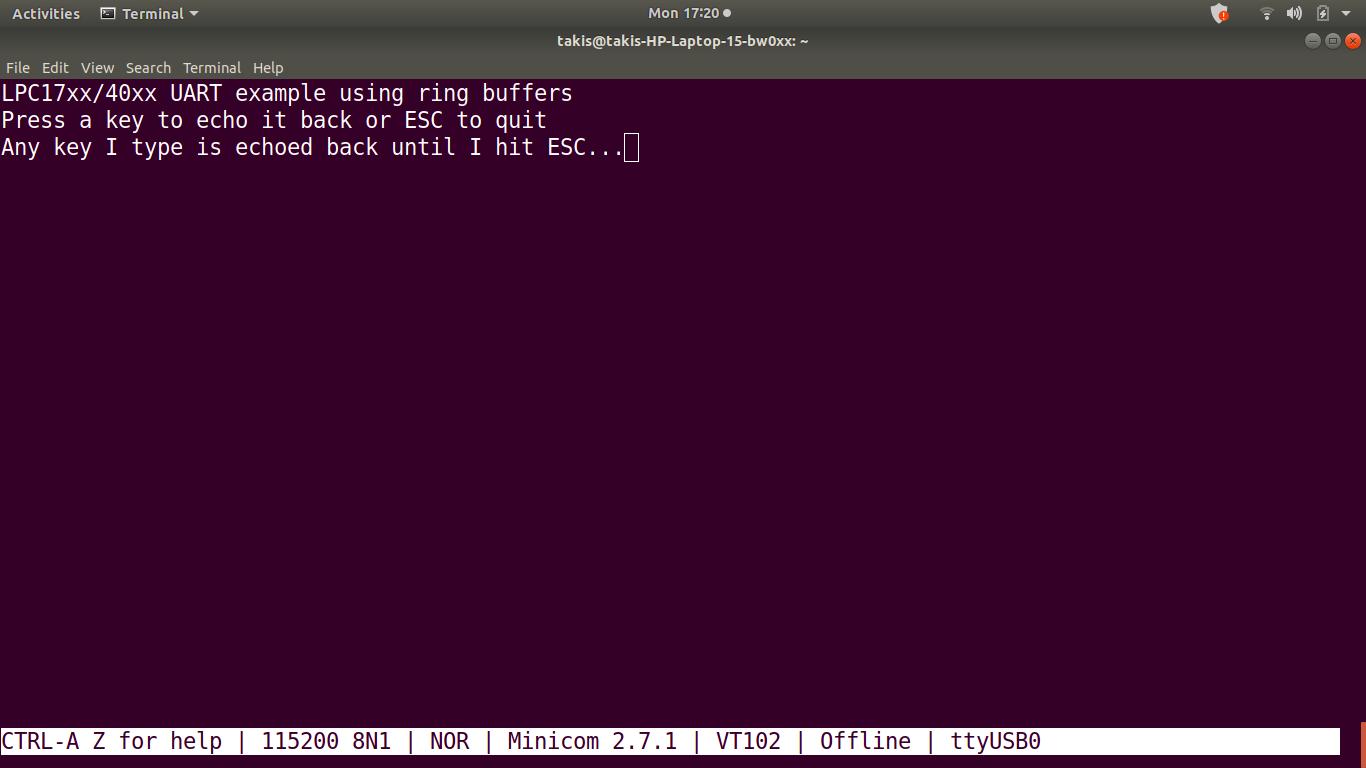 Activities Terminal Mon 17:20
takis@takis-HP-Laptop-15-bw0xx: ~
File Edit View Search Terminal Help
LPC17xx/40xx UART example using ring buffers
Press a key to echo it back or ESC to quit
Any key I type is echoed back until I hit ESC...
CTRL-A Z for help | 115200 8N1 | NOR | Minicom 2.7.1 | VT102 | Offline | ttyUSB0